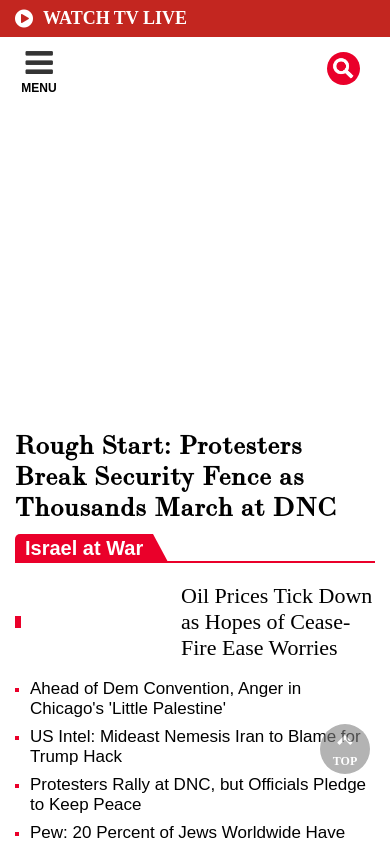 WATCH TV LIVE
MENU
Rough Start: Protesters
Break Security Fence as
Thousands March at DNC
Israel at War
Oil Prices Tick Down
as Hopes of Cease-
Fire Ease Worries
Ahead of Dem Convention, Anger in
Chicago's 'Little Palestine'
US Intel: Mideast Nemesis Iran to Blame for
Trump Hack
TOP
Protesters Rally at DNC, but Officials Pledge
to Keep Peace
Pew: 20 Percent of Jews Worldwide Have